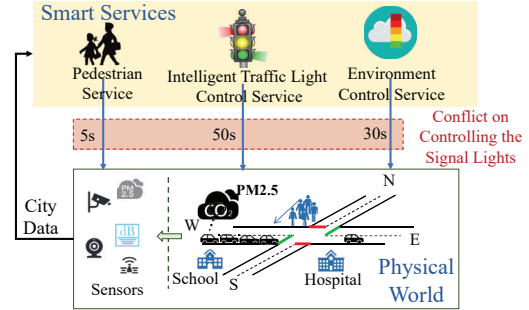 Smart Services
Pedestrian
Service
Intelligent Traffic Light
Control Service
Environment
Control Service
5s
50s
30s
Conflict on
Controlling the
Signal Lights
City
Data
PM
2.5
dB
Sensors
PM2.5
CO2
W
N
E
S
School
Hospital
Physical
World